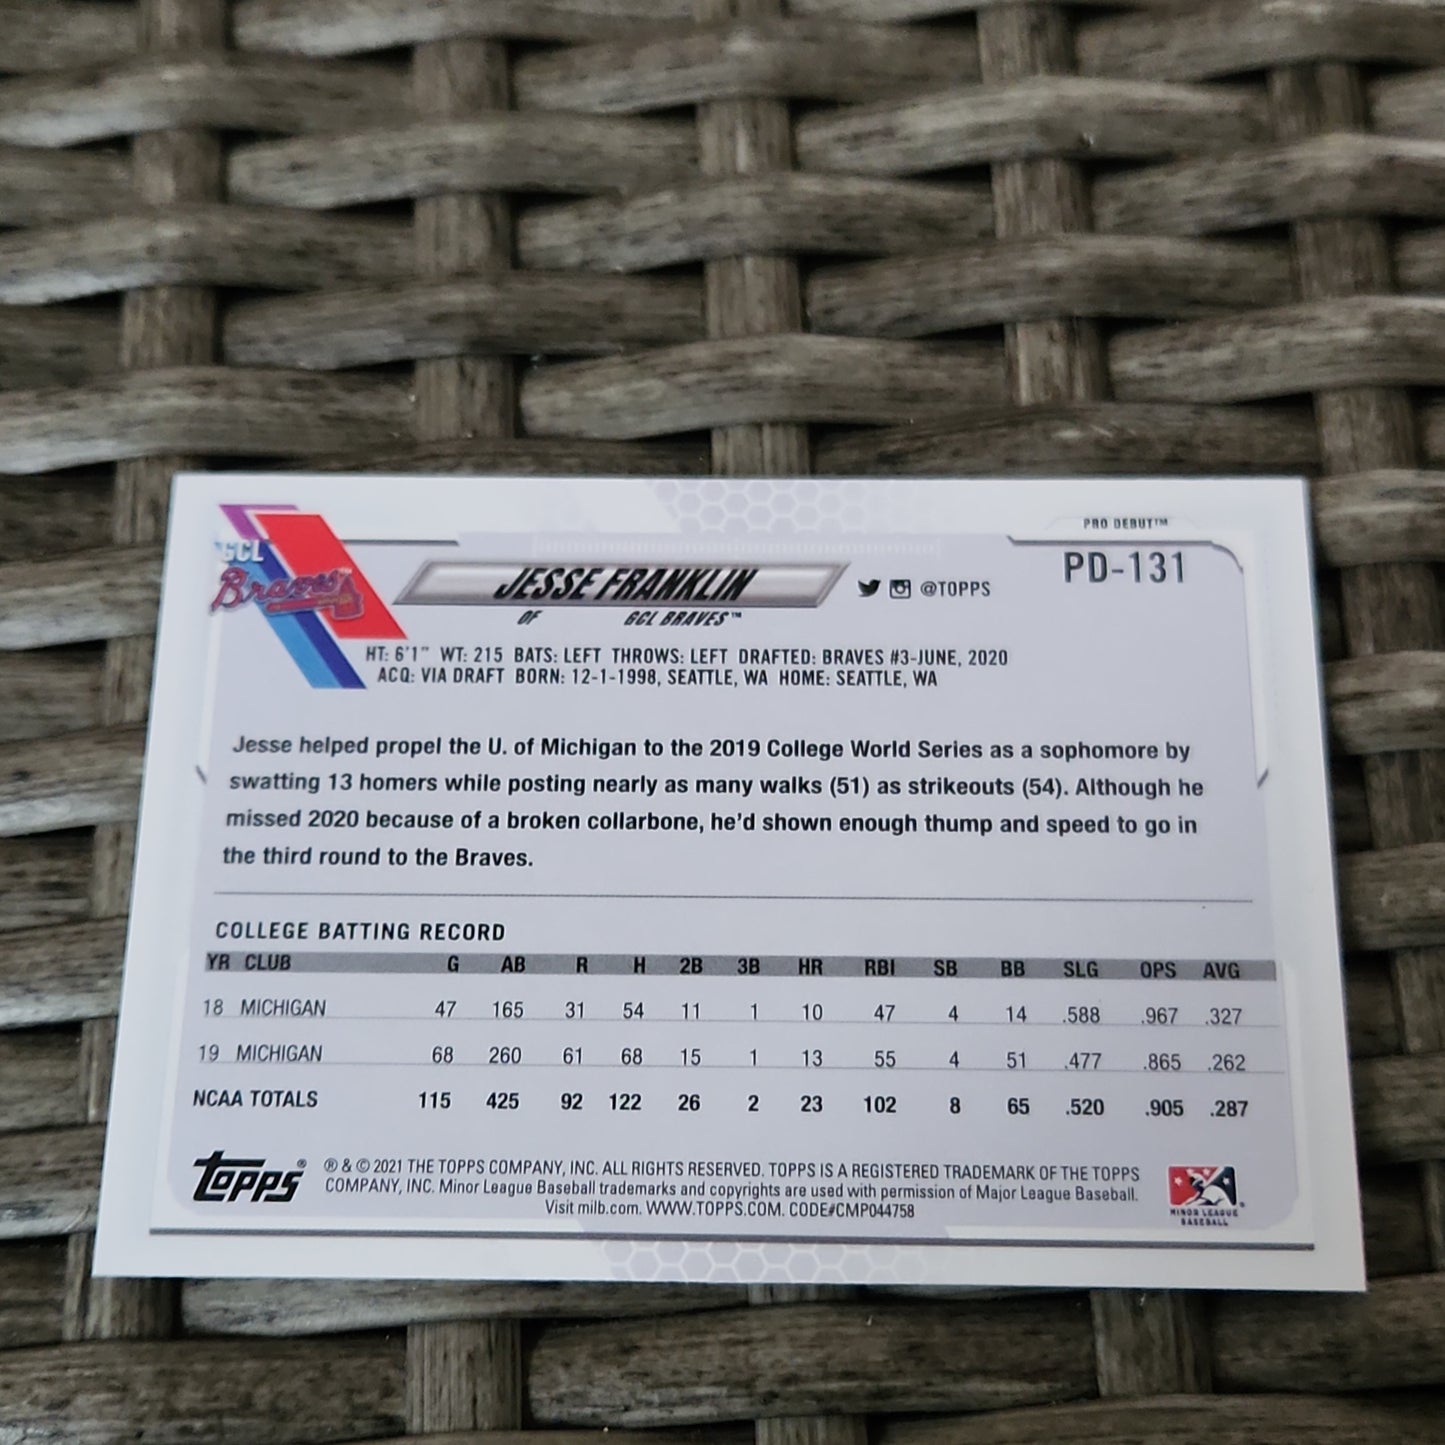 PRO DEBUT™
PD-131
GCL
Braves
JESSE FRANKLIN
@TOPPS
OF GCL BRAVES™
HT: 6'1" WT: 215 BATS: LEFT THROWS: LEFT DRAFTED: BRAVES #3-JUNE, 2020
ACQ: VIA DRAFT BORN: 12-1-1998, SEATTLE, WA HOME: SEATTLE, WA
Jesse helped propel the U. of Michigan to the 2019 College World Series as a sophomore by
swatting 13 homers while posting nearly as many walks (51) as strikeouts (54). Although he
missed 2020 because of a broken collarbone, he'd shown enough thump and speed to go in
the third round to the Braves.
COLLEGE BATTING RECORD
YR CLUB G AB R H 2B 3B HR RBI SB BB SLG OPS AVG
18 MICHIGAN 47 165 31 54 11 1 10 47 4 14 .588 .967 .327
19 MICHIGAN 68 260 61 68 15 1 13 55 4 51 .477 .865 .262
NCAA TOTALS 115 425 92 122 26 2 23 102 8 65 .520 .905 .287
topps®
® & © 2021 THE TOPPS COMPANY, INC. ALL RIGHTS RESERVED. TOPPS IS A REGISTERED TRADEMARK OF THE TOPPS
COMPANY, INC. Minor League Baseball trademarks and copyrights are used with permission of Major League Baseball.
Visit milb.com. WWW.TOPPS.COM. CODE#CMP044758
MINOR LEAGUE
BASEBALL